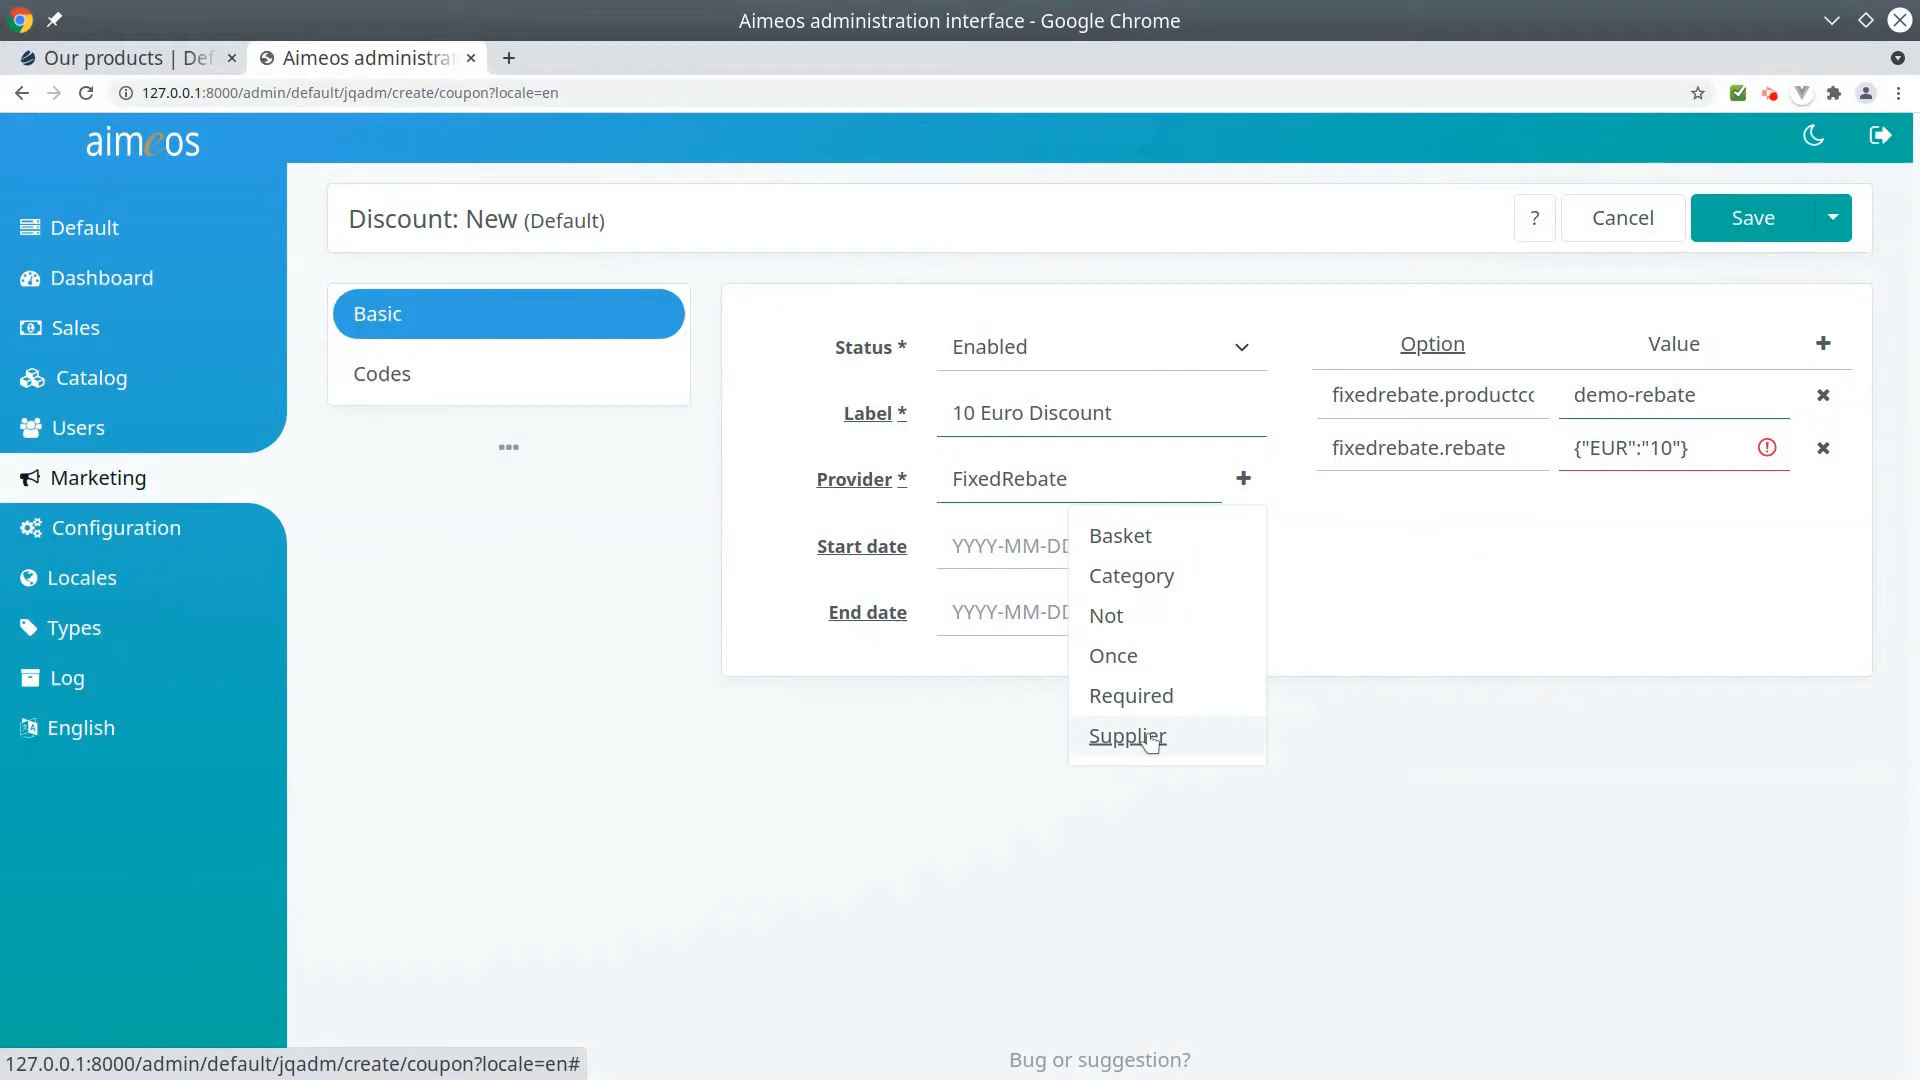 Aimeos administration interface - Google Chrome
Our products | Def
Aimeos administra
127.0.0.1:8000/admin/default/jqadm/create/coupon?locale=en
aimeos
Default
Dashboard
Sales
Catalog
Users
Marketing
Configuration
Locales
Types
Log
English
Discount: New (Default)
?
Cancel
Save
Basic
Codes
Status *
Enabled
Label *
10 Euro Discount
Provider *
FixedRebate
Start date
YYYY-MM-DD
End date
YYYY-MM-DD
Basket
Category
Not
Once
Required
Supplier
Option
Value
fixedrebate.productcc
demo-rebate
fixedrebate.rebate
{"EUR":"10"}
Bug or suggestion?
127.0.0.1:8000/admin/default/jqadm/create/coupon?locale=en#